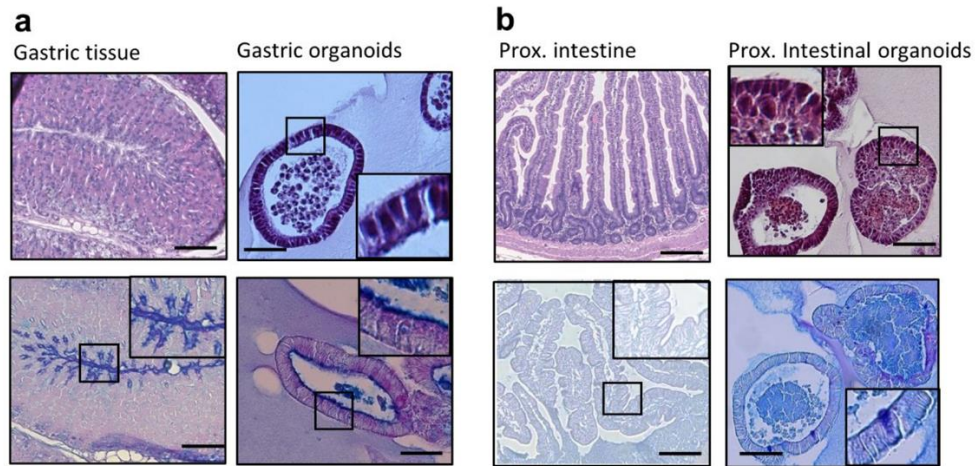 a
Gastric tissue
Gastric organoids
b
Prox. intestine
Prox. Intestinal organoids